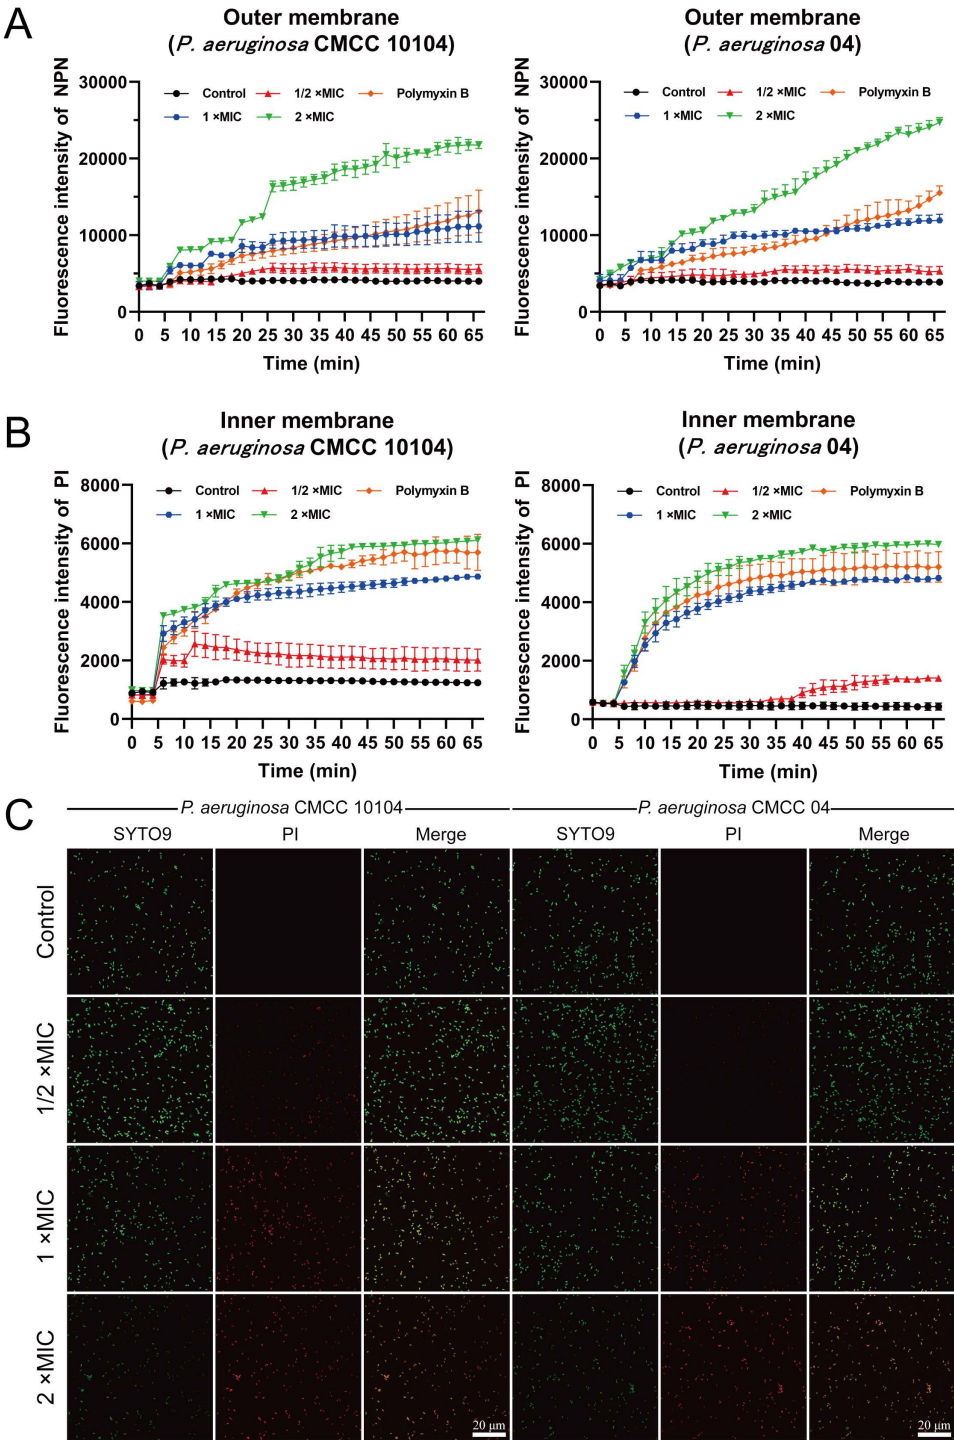 A
Outer membrane
(P. aeruginosa CMCC 10104)
Fluorescence intensity of NPN
30000
20000
10000
0
Control
1/2 ×MIC
Polymyxin B
1 ×MIC
2 ×MIC
0 5 10 15 20 25 30 35 40 45 50 55 60 65
Time (min)
Outer membrane
(P. aeruginosa 04)
Fluorescence intensity of NPN
30000
20000
10000
0
Control
1/2 ×MIC
Polymyxin B
1 ×MIC
2 ×MIC
0 5 10 15 20 25 30 35 40 45 50 55 60 65
Time (min)
B
Inner membrane
(P. aeruginosa CMCC 10104)
Fluorescence intensity of PI
8000
6000
4000
2000
0
Control
1/2 ×MIC
Polymyxin B
1 ×MIC
2 ×MIC
0 5 10 15 20 25 30 35 40 45 50 55 60 65
Time (min)
Inner membrane
(P. aeruginosa 04)
Fluorescence intensity of PI
8000
6000
4000
2000
0
Control
1/2 ×MIC
Polymyxin B
1 ×MIC
2 ×MIC
0 5 10 15 20 25 30 35 40 45 50 55 60 65
Time (min)
C
P. aeruginosa CMCC 10104
P. aeruginosa CMCC 04
SYTO9 PI Merge SYTO9 PI Merge
Control
1/2 ×MIC
1 ×MIC
2 ×MIC
20 μm
20 μm